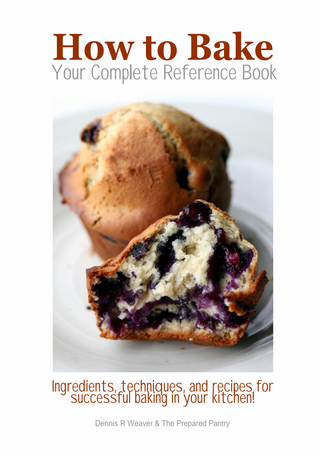 How to Bake
Your Complete Reference Book
Ingredients, techniques, and recipes for
successful baking in your kitchen!
Dennis R Weaver & The Prepared Pantry